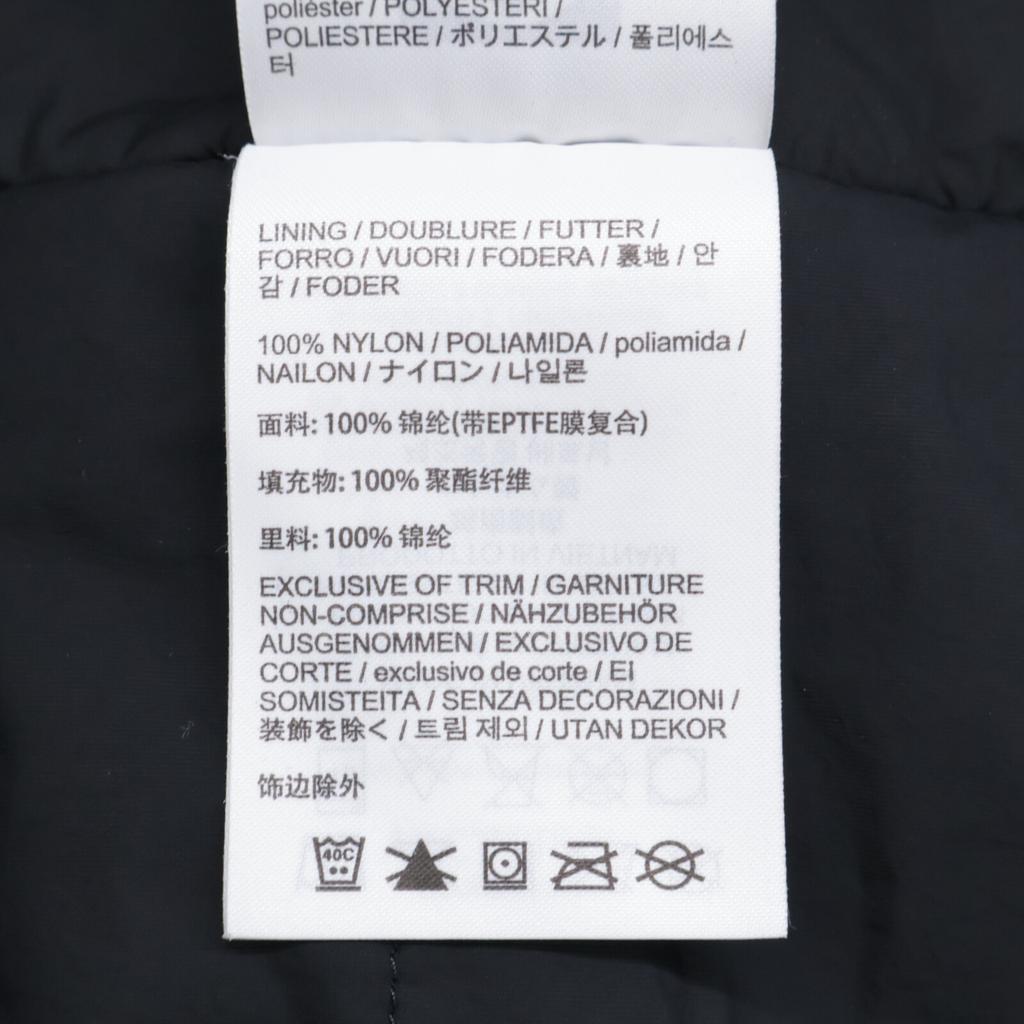 poliéster / POLYESTERI /
POLIESTERE / ポリエステル / 폴리에스
터
LINING / DOUBLURE / FUTTER /
FORRO / VUORI / FODERA / 裏地 / 안
감 / FODER
100% NYLON / POLIAMIDA / poliamida /
NAILON / ナイロン / 나일론
面料: 100% 锦纶(带EPTFE膜复合)
填充物: 100% 聚酯纤维
里料: 100% 锦纶
EXCLUSIVE OF TRIM / GARNITURE
NON-COMPRISE / NÄHZUBEHÖR
AUSGENOMMEN / EXCLUSIVO DE
CORTE / exclusivo de corte / EI
SOMISTEITA / SENZA DECORAZIONI /
装飾を除く / 트림 제외 / UTAN DEKOR
饰边除外
40C